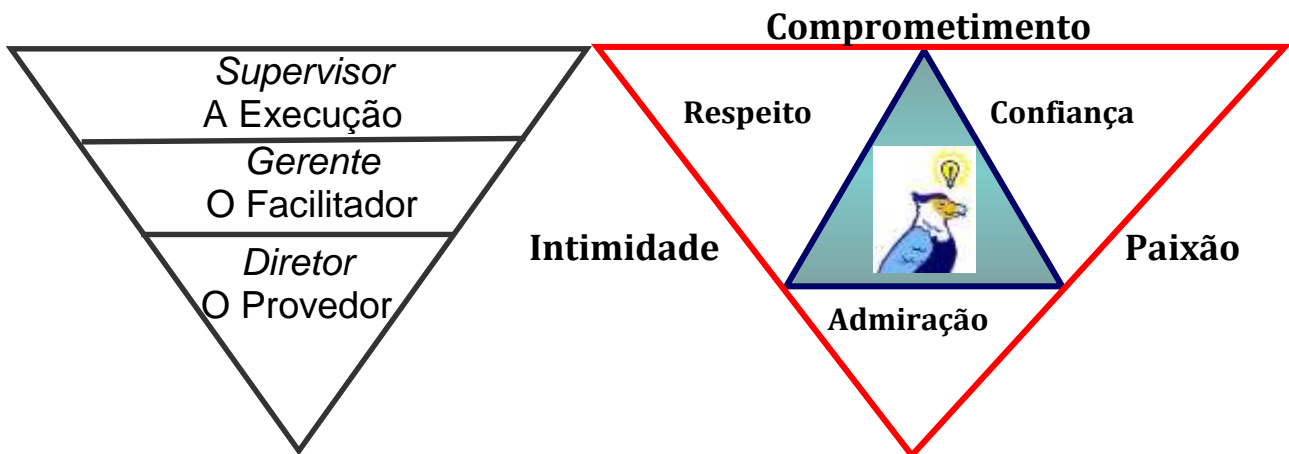 Supervisor
A Execução
Gerente
O Facilitador
Diretor
O Provedor
Comprometimento
Respeito
Confiança
Intimidade
Paixão
Admiração